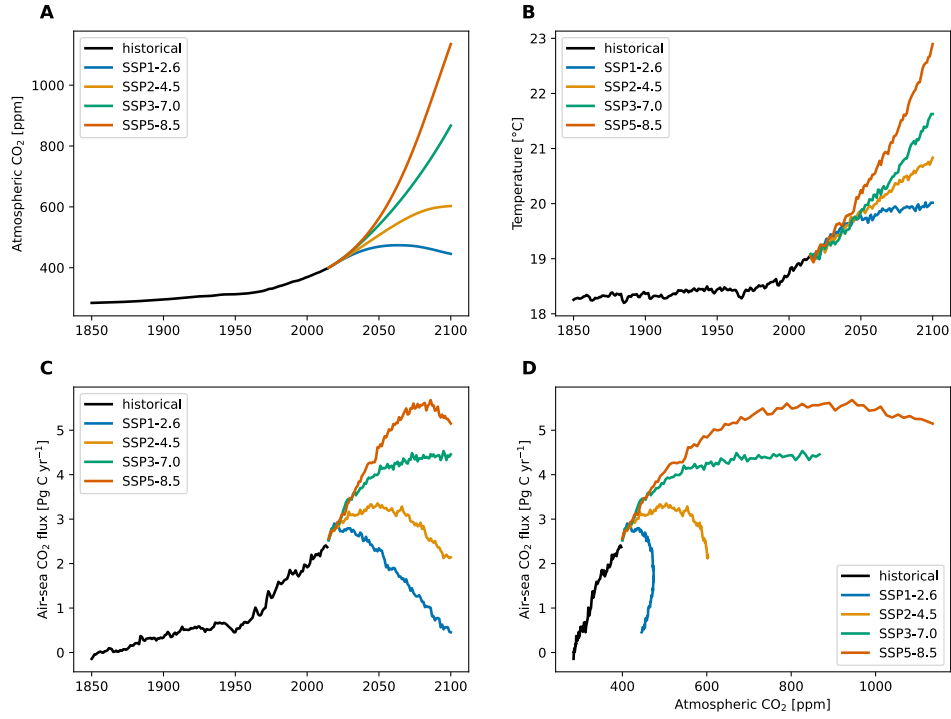 A
Atmospheric CO₂ [ppm]
1000
800
600
400
historical
SSP1-2.6
SSP2-4.5
SSP3-7.0
SSP5-8.5
1850 1900 1950 2000 2050 2100
B
Temperature [°C]
23
22
21
20
19
18
historical
SSP1-2.6
SSP2-4.5
SSP3-7.0
SSP5-8.5
1850 1900 1950 2000 2050 2100
C
Air-sea CO₂ flux [Pg C yr⁻¹]
5
4
3
2
1
0
historical
SSP1-2.6
SSP2-4.5
SSP3-7.0
SSP5-8.5
1850 1900 1950 2000 2050 2100
D
Air-sea CO₂ flux [Pg C yr⁻¹]
5
4
3
2
1
0
historical
SSP1-2.6
SSP2-4.5
SSP3-7.0
SSP5-8.5
400 600 800 1000
Atmospheric CO₂ [ppm]